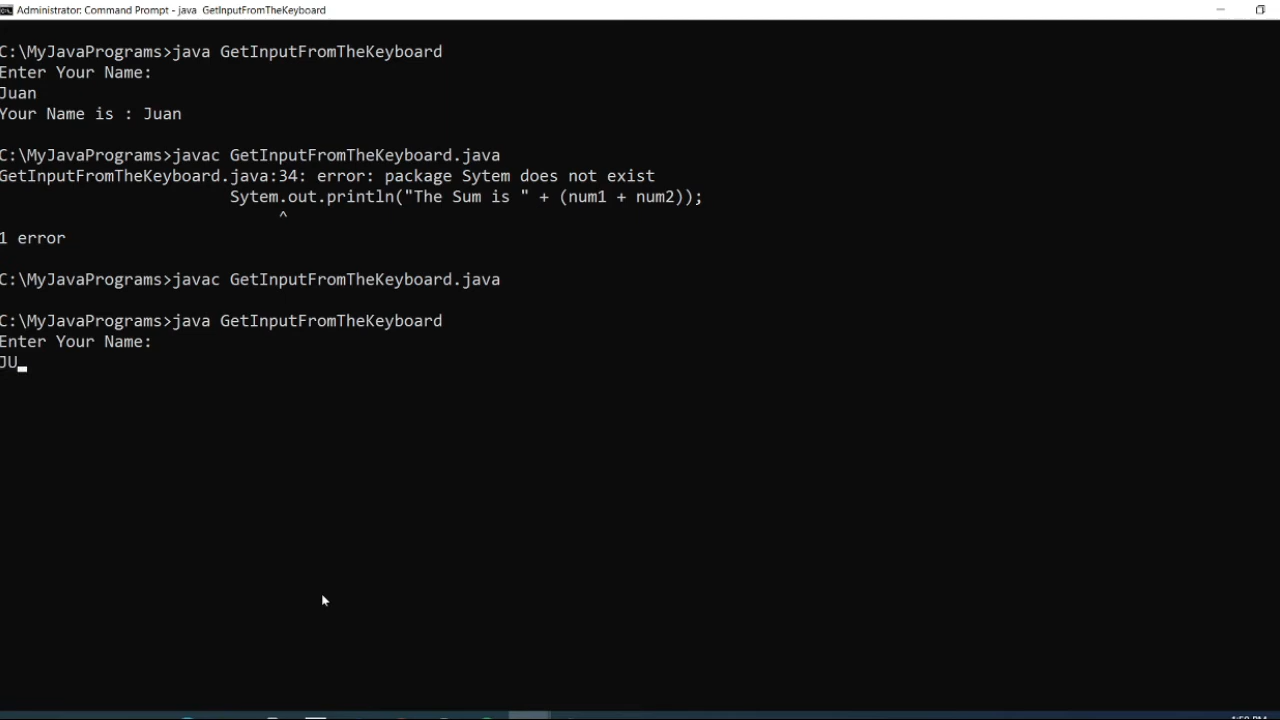 Administrator: Command Prompt - java  GetInputFromTheKeyboard
C:\MyJavaPrograms>java GetInputFromTheKeyboard
Enter Your Name:
Juan
Your Name is : Juan
C:\MyJavaPrograms>javac GetInputFromTheKeyboard.java
GetInputFromTheKeyboard.java:34: error: package Sytem does not exist
Sytem.out.println("The Sum is " + (num1 + num2));
^
1 error
C:\MyJavaPrograms>javac GetInputFromTheKeyboard.java
C:\MyJavaPrograms>java GetInputFromTheKeyboard
Enter Your Name:
JU